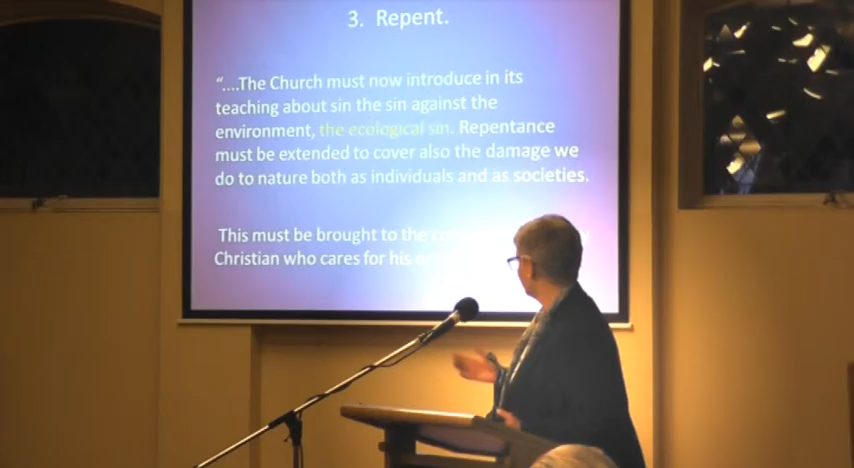 3. Repent.
“....The Church must now introduce in its
teaching about sin the sin against the
environment, the ecological sin. Repentance
must be extended to cover also the damage we
do to nature both as individuals and as societies.
This must be brought to the
Christian who cares for his